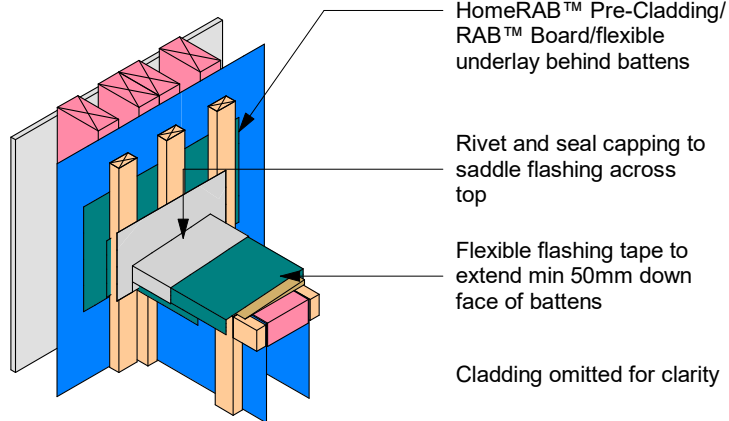 HomeRAB™ Pre-Cladding/
RAB™ Board/flexible
underlay behind battens
Rivet and seal capping to
saddle flashing across
top
Flexible flashing tape to
extend min 50mm down
face of battens
Cladding omitted for clarity